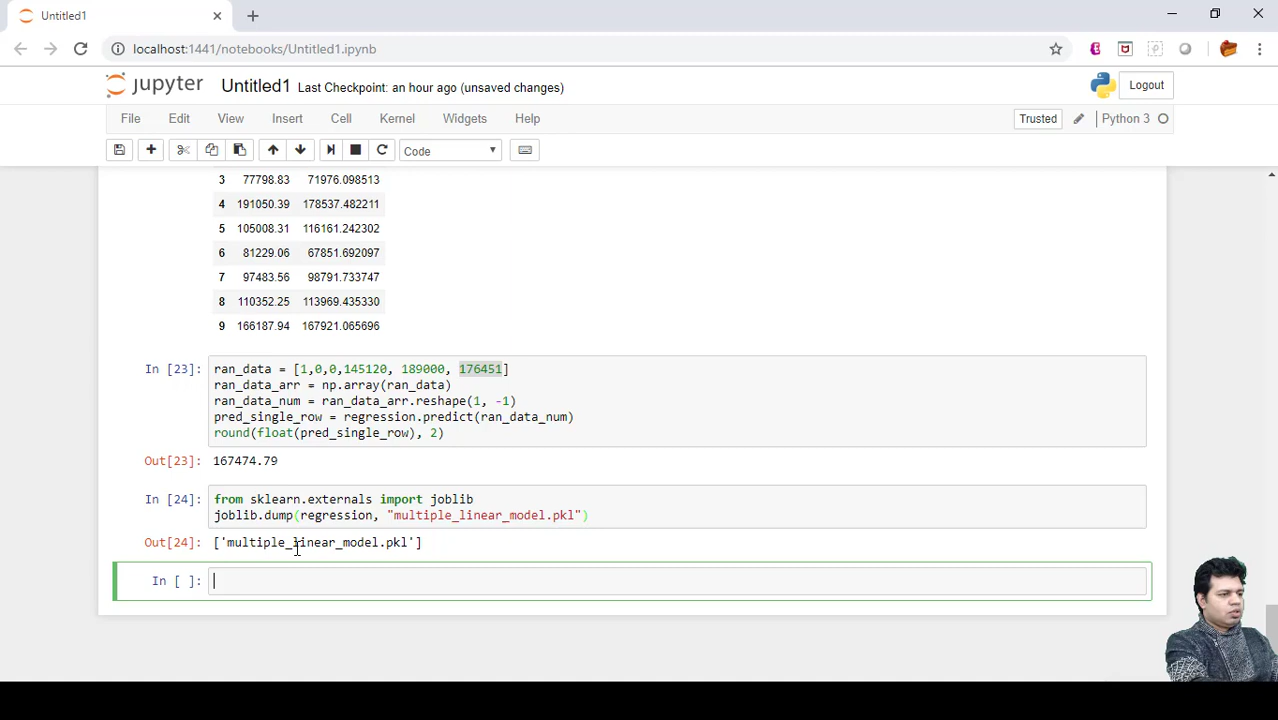 Untitled1
localhost:1441/notebooks/Untitled1.ipynb
jupyter Untitled1 Last Checkpoint: an hour ago (unsaved changes)
Logout
File Edit View Insert Cell Kernel Widgets Help
Trusted
Python 3
Code
3 77798.83 71976.098513
4 191050.39 178537.482211
5 105008.31 116161.242302
6 81229.06 67851.692097
7 97483.56 98791.733747
8 110352.25 113969.435330
9 166187.94 167921.065696
In [23]: ran_data = [1,0,0,145120, 189000, 176451]
ran_data_arr = np.array(ran_data)
ran_data_num = ran_data_arr.reshape(1, -1)
pred_single_row = regression.predict(ran_data_num)
round(float(pred_single_row), 2)
Out[23]: 167474.79
In [24]: from sklearn.externals import joblib
joblib.dump(regression, "multiple_linear_model.pkl")
Out[24]: ['multiple_linear_model.pkl']
In [ ]: